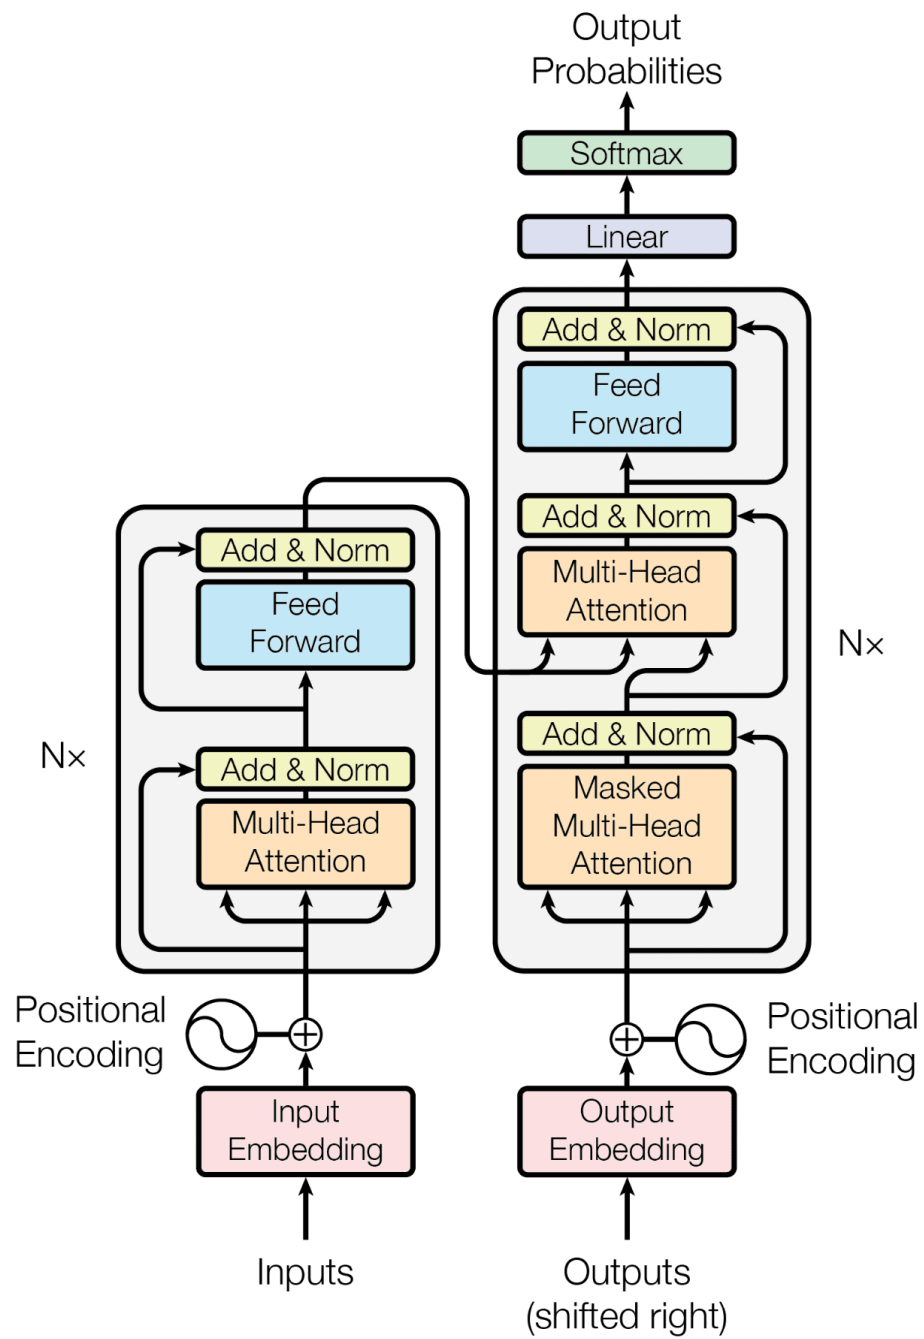 Output
Probabilities
Softmax
Linear
Add & Norm
Feed
Forward
Add & Norm
Multi-Head
Attention
Add & Norm
Masked
Multi-Head
Attention
N×
Add & Norm
Feed
Forward
Add & Norm
Multi-Head
Attention
N×
Positional
Encoding
Positional
Encoding
Input
Embedding
Output
Embedding
Inputs
Outputs
(shifted right)